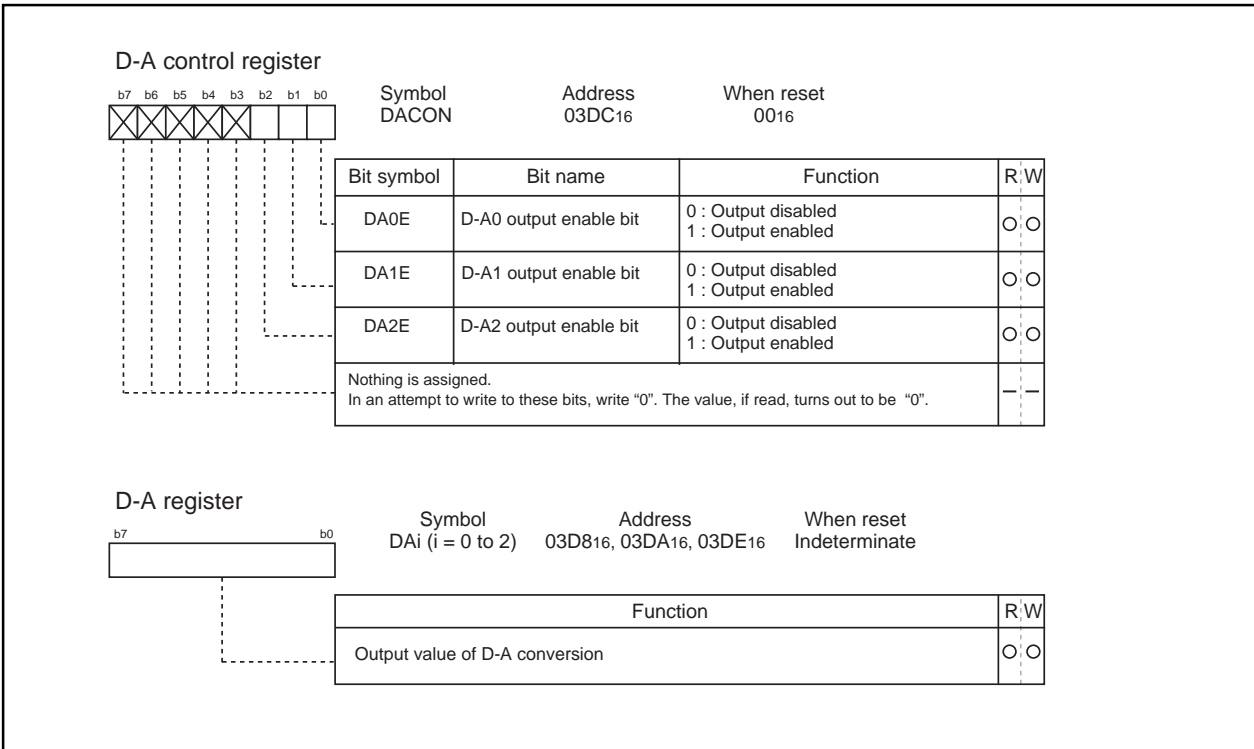 D-A control register
b7 b6 b5 b4 b3 b2 b1 b0
Symbol Address When reset
DACON 03DC16 0016
Bit symbol Bit name Function R W
DA0E D-A0 output enable bit 0 : Output disabled
1 : Output enabled
DA1E D-A1 output enable bit 0 : Output disabled
1 : Output enabled
DA2E D-A2 output enable bit 0 : Output disabled
1 : Output enabled
Nothing is assigned.
In an attempt to write to these bits, write “0”. The value, if read, turns out to be “0”.
D-A register
b7 b0
Symbol Address When reset
DAi (i = 0 to 2) 03D816, 03DA16, 03DE16 Indeterminate
Function R W
Output value of D-A conversion